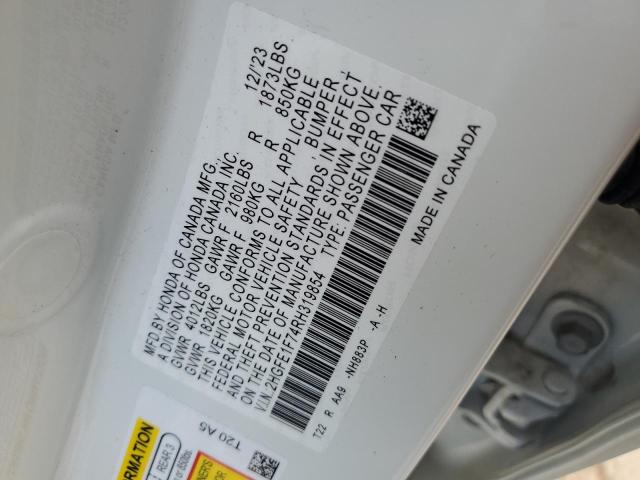 MFD BY HONDA OF CANADA MFG., 12/'23
A DIVISION OF HONDA CANADA INC.
GVWR 4012LBS GAWR F 2160LBS R 1873LBS
GVWR 1820KG GAWR F 980KG R 850KG
THIS VEHICLE CONFORMS TO ALL APPLICABLE
FEDERAL MOTOR VEHICLE SAFETY, BUMPER,
AND THEFT PREVENTION STANDARDS IN EFFECT
ON THE DATE OF MANUFACTURE SHOWN ABOVE.
V.I.N. 2HGFE1F74RH319854 TYPE: PASSENGER CAR
T22 R AA9 -NH883P -A -H
MADE IN CANADA
T20 A5
REAR 3